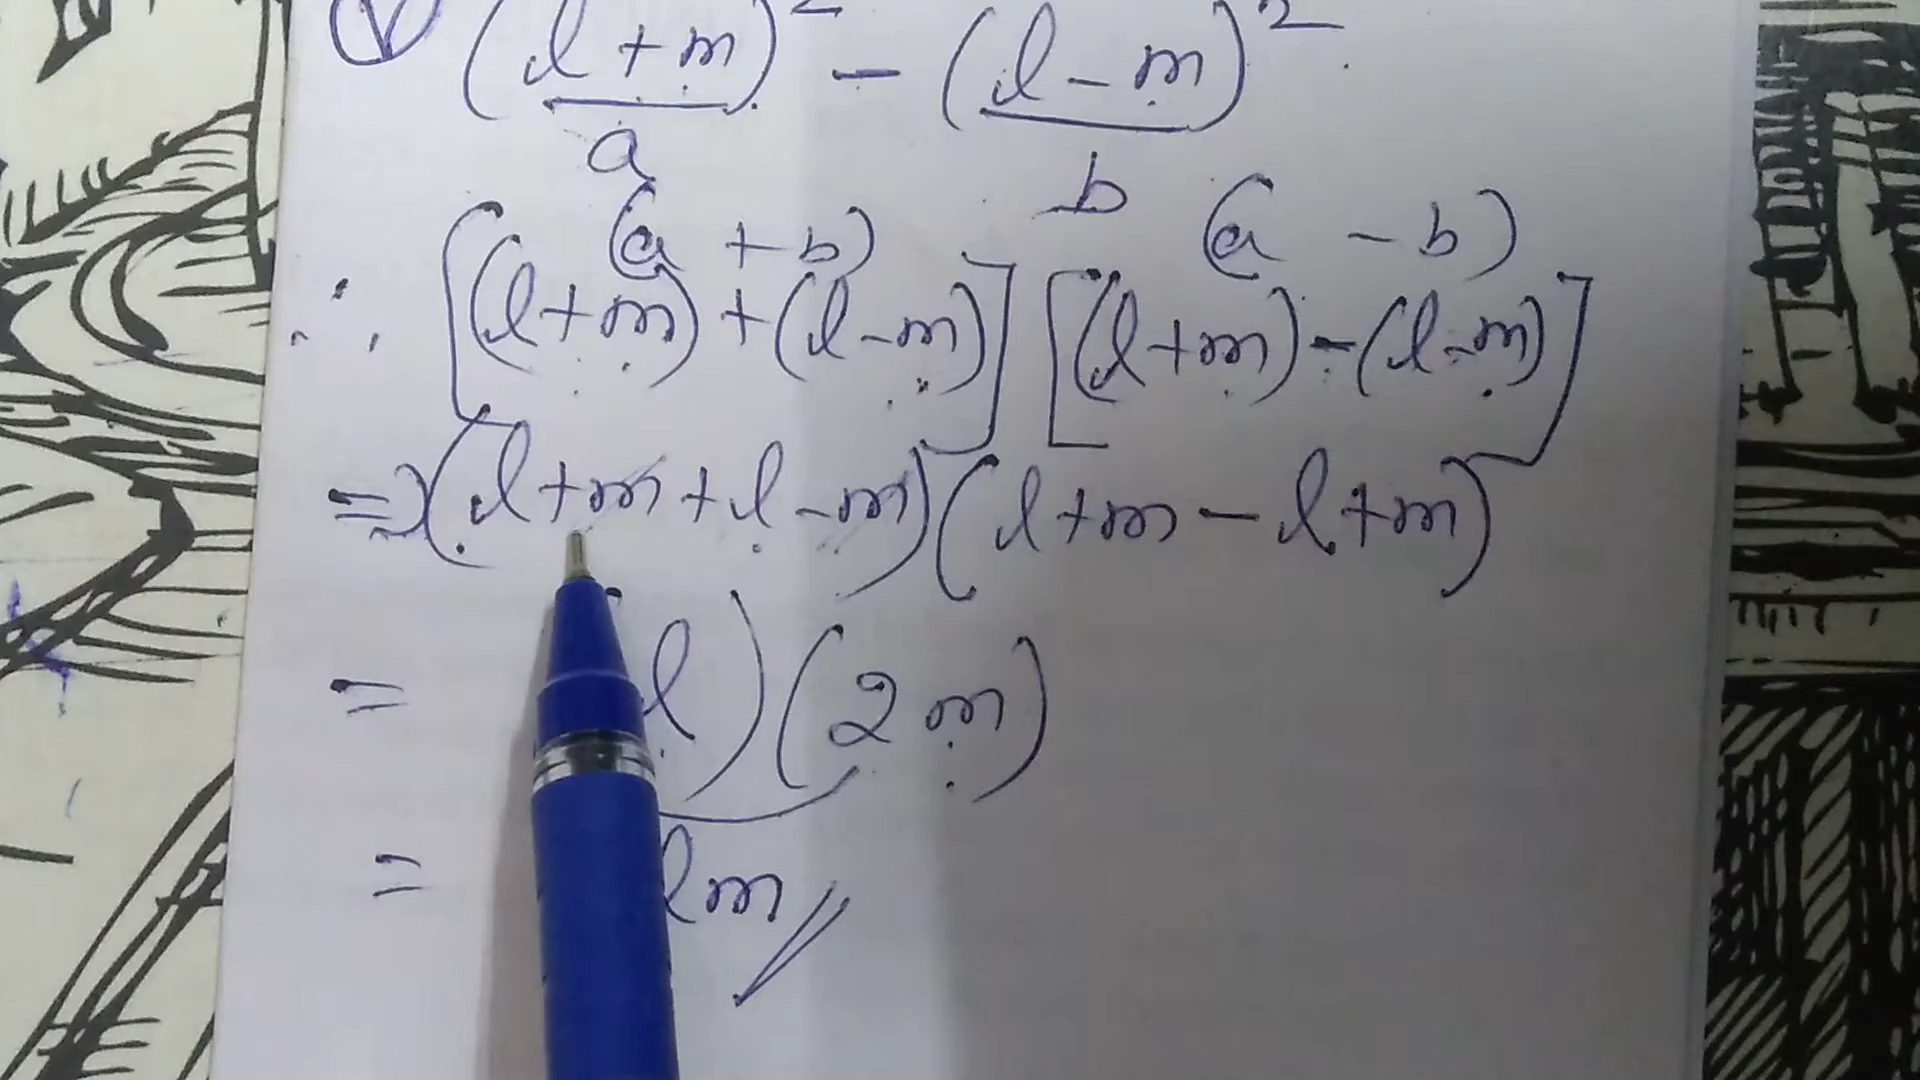 (v) (l+m)² - (l-m)²
a b
(a + b) (a - b)
∴ [(l+m)+(l-m)] [(l+m)-(l-m)]
=> (l+m+l-m)(l+m-l+m)
= l)(2m)
= lm